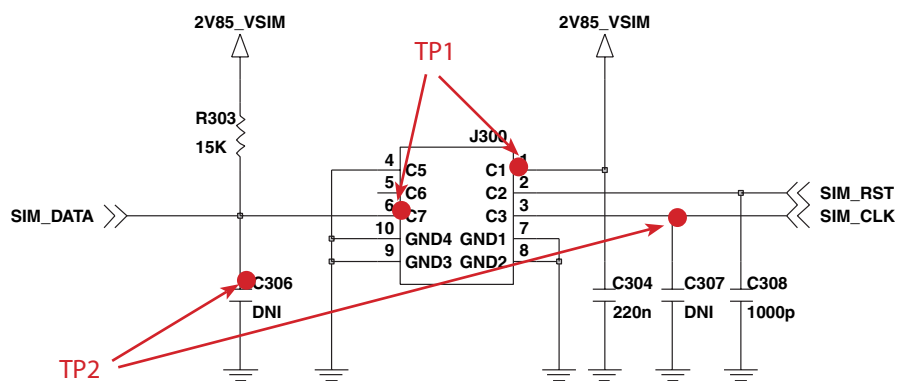 2V85_VSIM
2V85_VSIM
TP1
R303
15K
J300
4
C5
C1
1
5
C6
C2
2
SIM_RST
6
C7
C3
3
SIM_DATA
SIM_CLK
10
GND4
GND1
7
9
GND3
GND2
8
C306
DNI
C304
220n
C307
DNI
C308
1000p
TP2